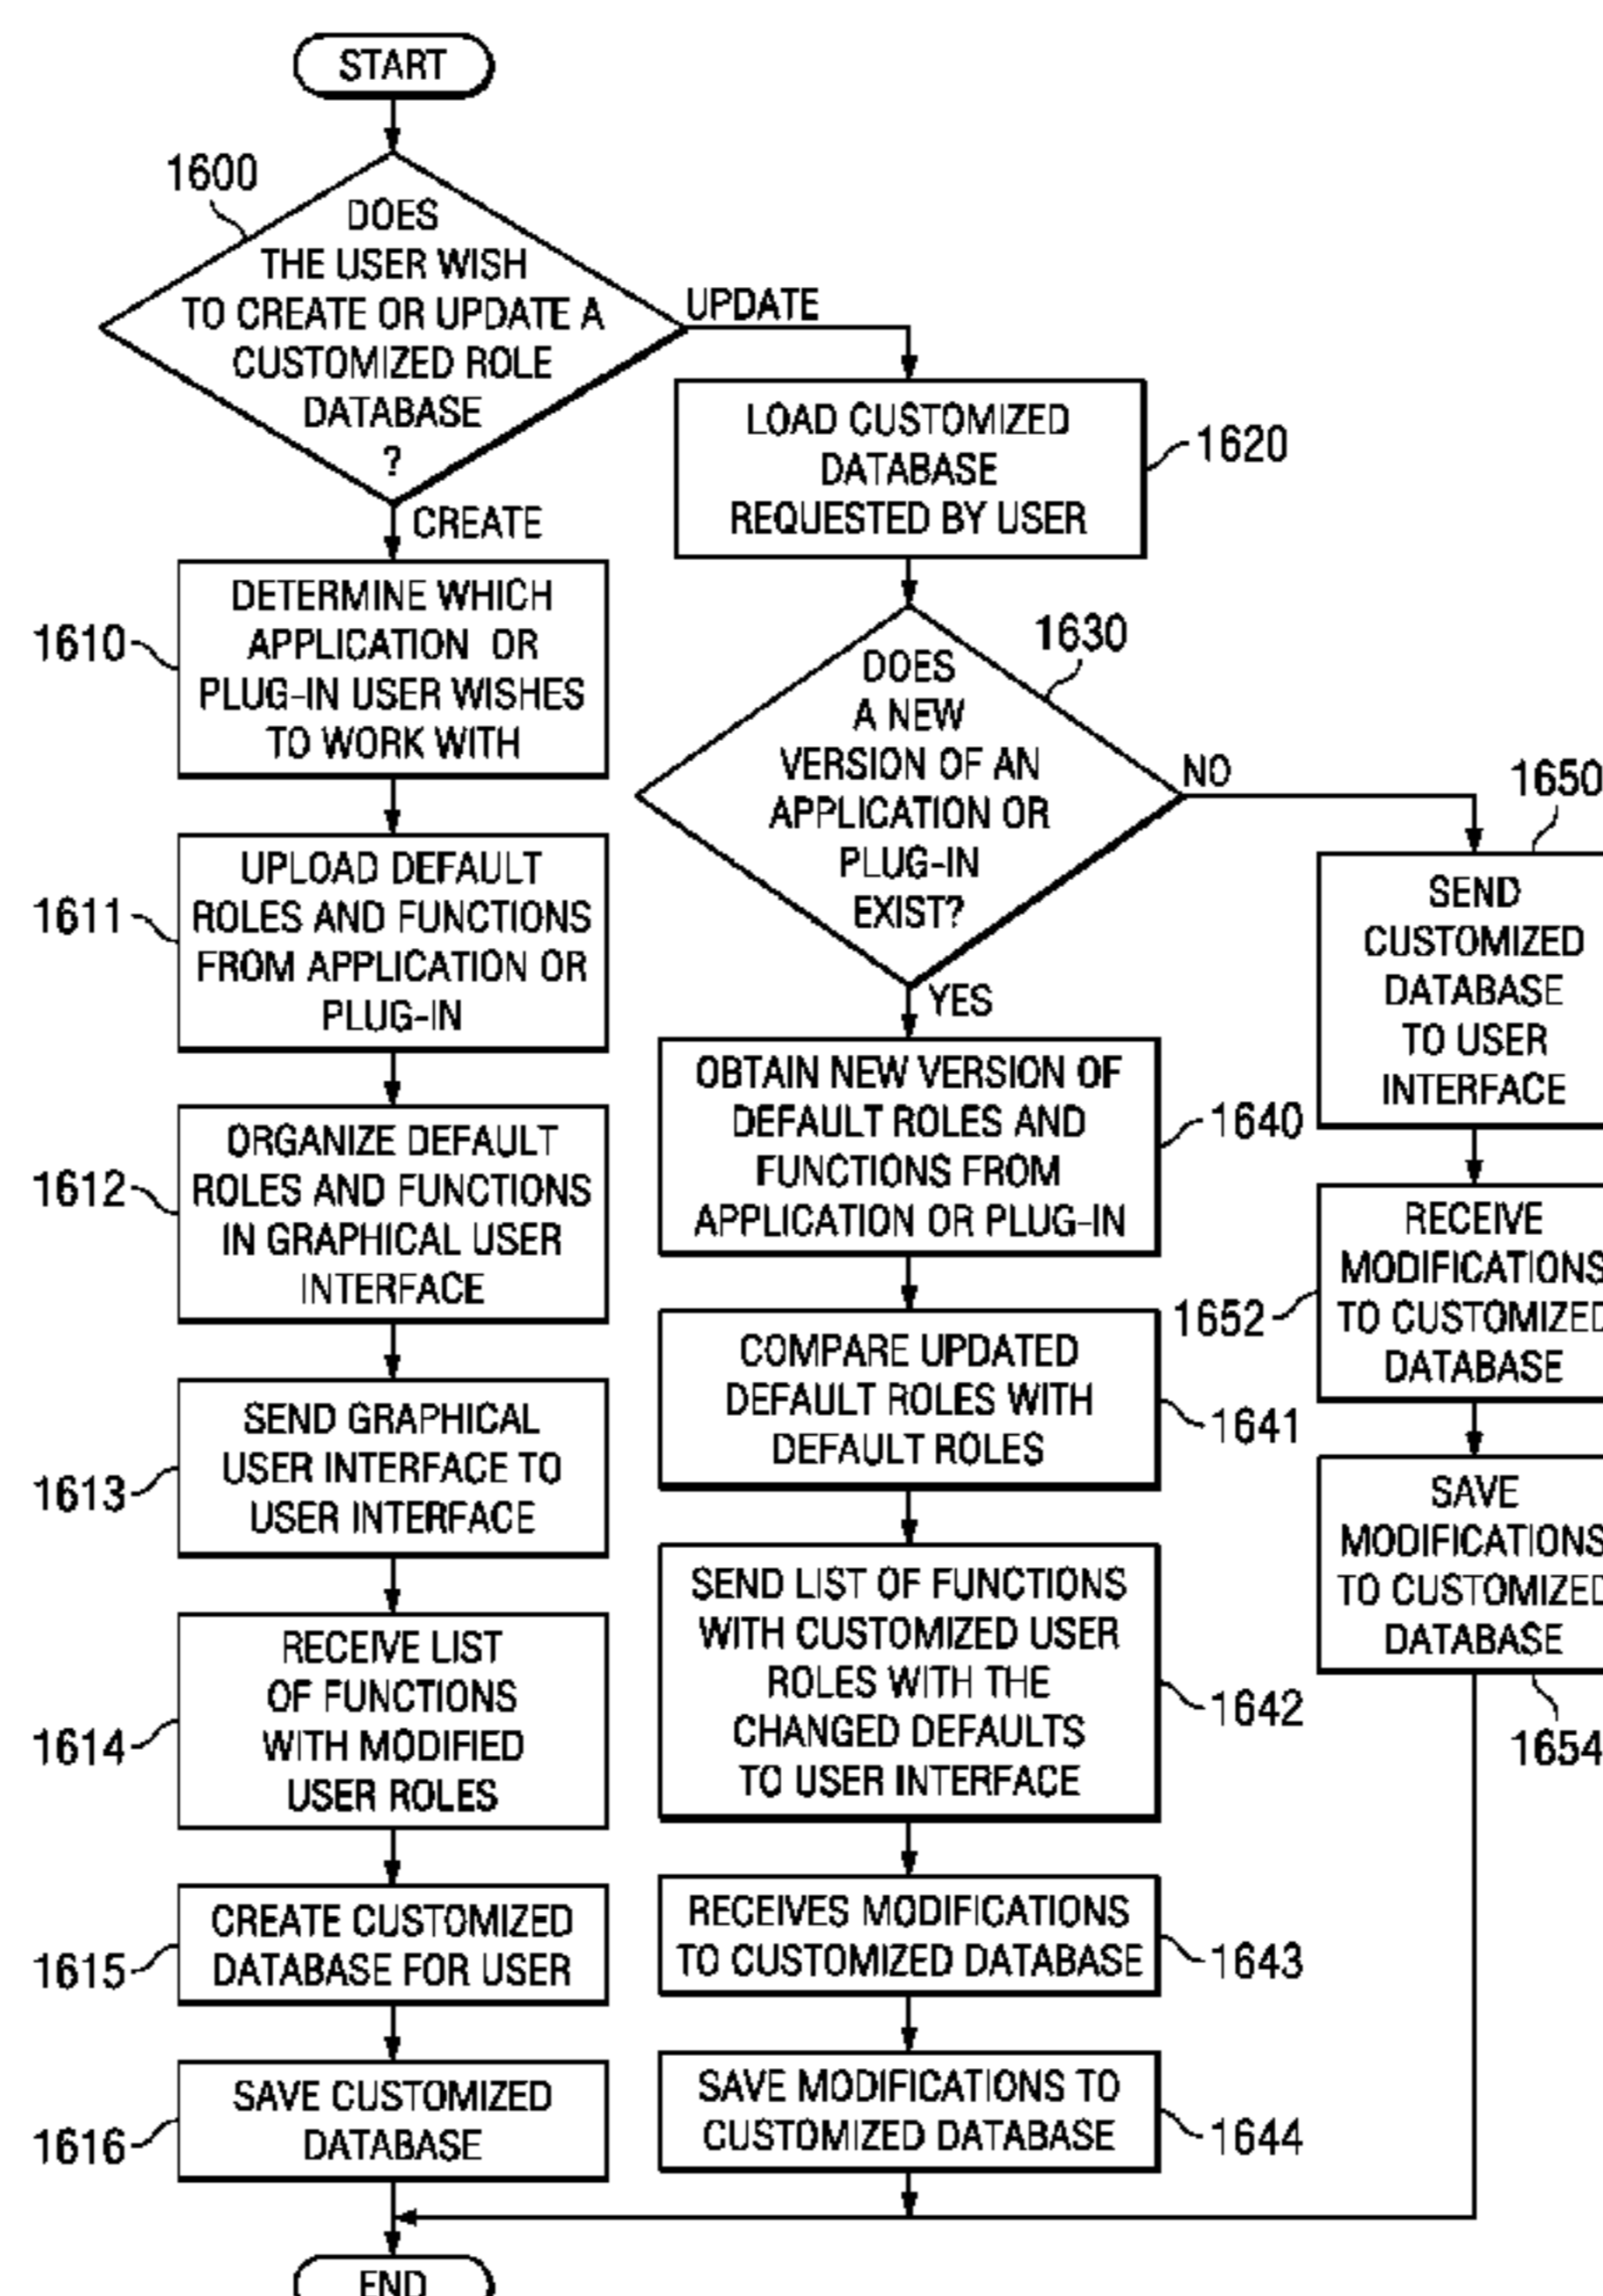 START
1600
DOES
THE USER WISH
TO CREATE OR UPDATE A
CUSTOMIZED ROLE
DATABASE
?
UPDATE
CREATE
1610
DETERMINE WHICH
APPLICATION OR
PLUG-IN USER WISHES
TO WORK WITH
1611
UPLOAD DEFAULT
ROLES AND FUNCTIONS
FROM APPLICATION OR
PLUG-IN
1612
ORGANIZE DEFAULT
ROLES AND FUNCTIONS
IN GRAPHICAL USER
INTERFACE
1613
SEND GRAPHICAL
USER INTERFACE TO
USER INTERFACE
1614
RECEIVE LIST
OF FUNCTIONS
WITH MODIFIED
USER ROLES
1615
CREATE CUSTOMIZED
DATABASE FOR USER
1616
SAVE CUSTOMIZED
DATABASE
LOAD CUSTOMIZED
DATABASE
REQUESTED BY USER
1620
1630
DOES
A NEW
VERSION OF AN
APPLICATION OR
PLUG-IN
EXIST?
NO
YES
OBTAIN NEW VERSION OF
DEFAULT ROLES AND
FUNCTIONS FROM
APPLICATION OR PLUG-IN
1640
COMPARE UPDATED
DEFAULT ROLES WITH
DEFAULT ROLES
1641
SEND LIST OF FUNCTIONS
WITH CUSTOMIZED USER
ROLES WITH THE
CHANGED DEFAULTS
TO USER INTERFACE
1642
RECEIVES MODIFICATIONS
TO CUSTOMIZED DATABASE
1643
SAVE MODIFICATIONS TO
CUSTOMIZED DATABASE
1644
1650
SEND
CUSTOMIZED
DATABASE
TO USER
INTERFACE
1652
RECEIVE
MODIFICATIONS
TO CUSTOMIZED
DATABASE
SAVE
MODIFICATIONS
TO CUSTOMIZED
DATABASE
1654
END